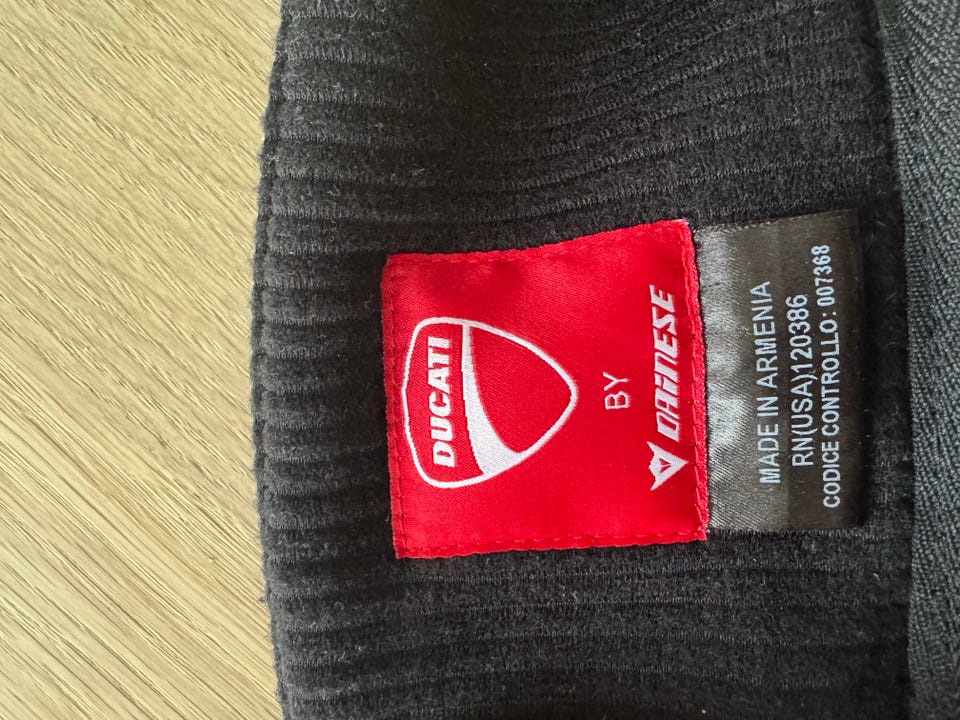 DUCATI
BY
DAINESE
MADE IN ARMENIA
RN(USA)120386
CODICE CONTROLLO: 007368